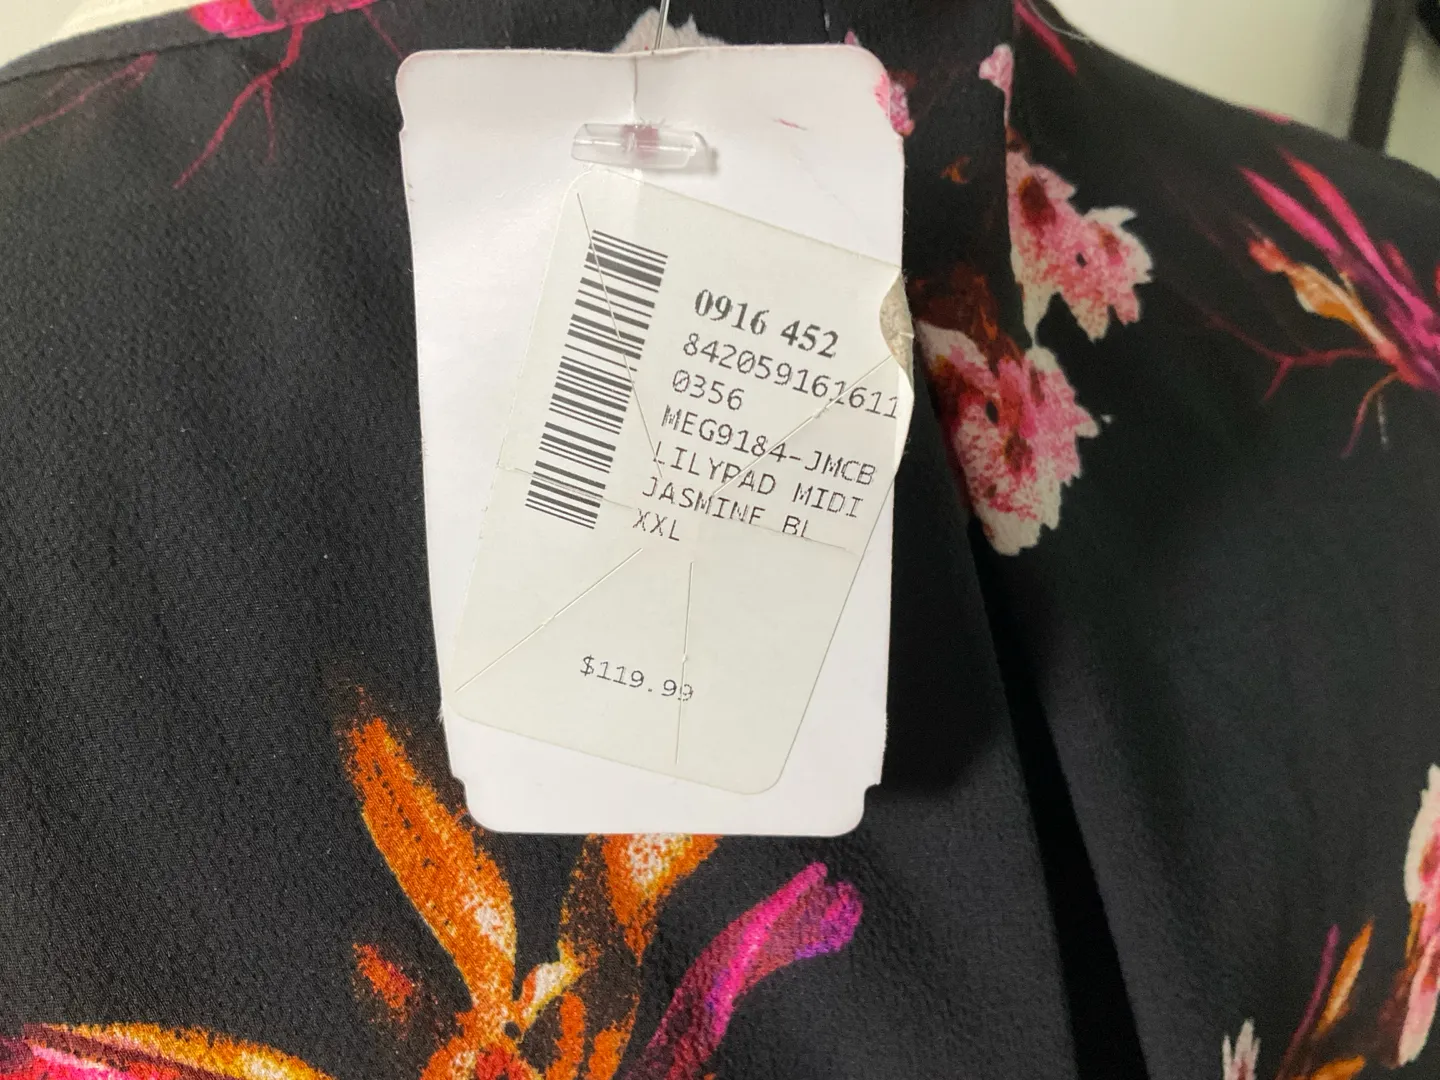 0916 452
842059161611
0356
MEG9184-JMCB
LILYPAD MIDI
JASMINE BL
XXL
$119.99